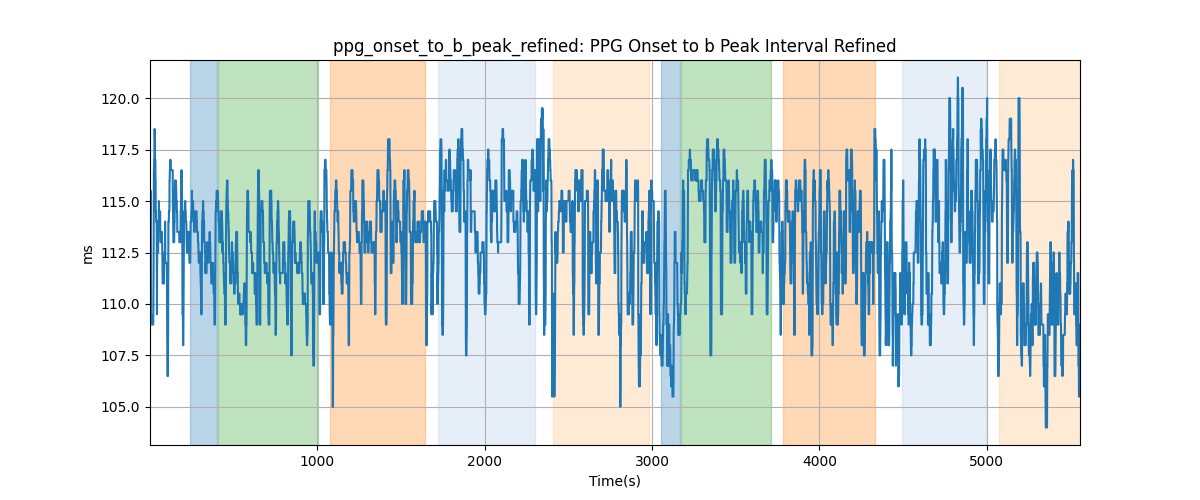 ppg_onset_to_b_peak_refined: PPG Onset to b Peak Interval Refined
120.0
117.5
115.0
112.5
110.0
107.5
105.0
ms
1000 2000 3000 4000 5000
Time(s)